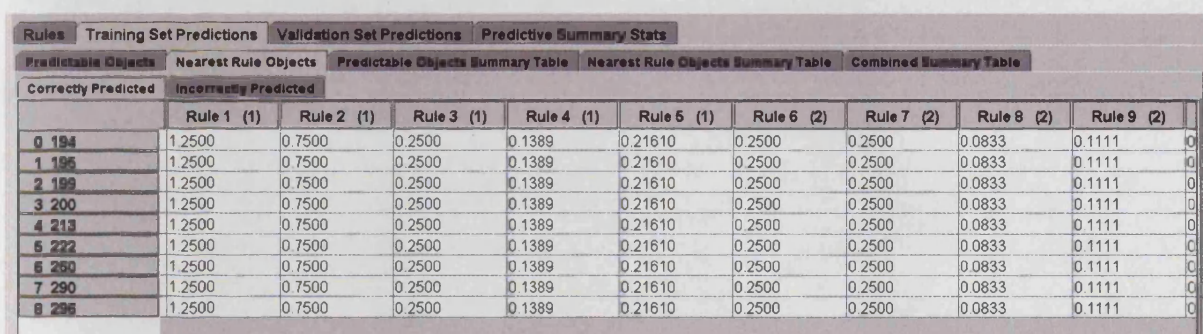 Rules Training Set Predictions Validation Set Predictions Predictive Summary Stats
Predictable Objects Nearest Rule Objects Predictable Objects Summary Table Nearest Rule Objects Summary Table Combined Summary Table
Correctly Predicted Incorrectly Predicted
Rule 1 (1) Rule 2 (1) Rule 3 (1) Rule 4 (1) Rule 5 (1) Rule 6 (2) Rule 7 (2) Rule 8 (2) Rule 9 (2)
0 194 1.2500 0.7500 0.2500 0.1389 0.21610 0.2500 0.2500 0.0833 0.1111 0
1 195 1.2500 0.7500 0.2500 0.1389 0.21610 0.2500 0.2500 0.0833 0.1111 0
2 199 1.2500 0.7500 0.2500 0.1389 0.21610 0.2500 0.2500 0.0833 0.1111 0
3 200 1.2500 0.7500 0.2500 0.1389 0.21610 0.2500 0.2500 0.0833 0.1111 0
4 213 1.2500 0.7500 0.2500 0.1389 0.21610 0.2500 0.2500 0.0833 0.1111 0
5 222 1.2500 0.7500 0.2500 0.1389 0.21610 0.2500 0.2500 0.0833 0.1111 0
6 260 1.2500 0.7500 0.2500 0.1389 0.21610 0.2500 0.2500 0.0833 0.1111 0
7 290 1.2500 0.7500 0.2500 0.1389 0.21610 0.2500 0.2500 0.0833 0.1111 0
8 296 1.2500 0.7500 0.2500 0.1389 0.21610 0.2500 0.2500 0.0833 0.1111 0